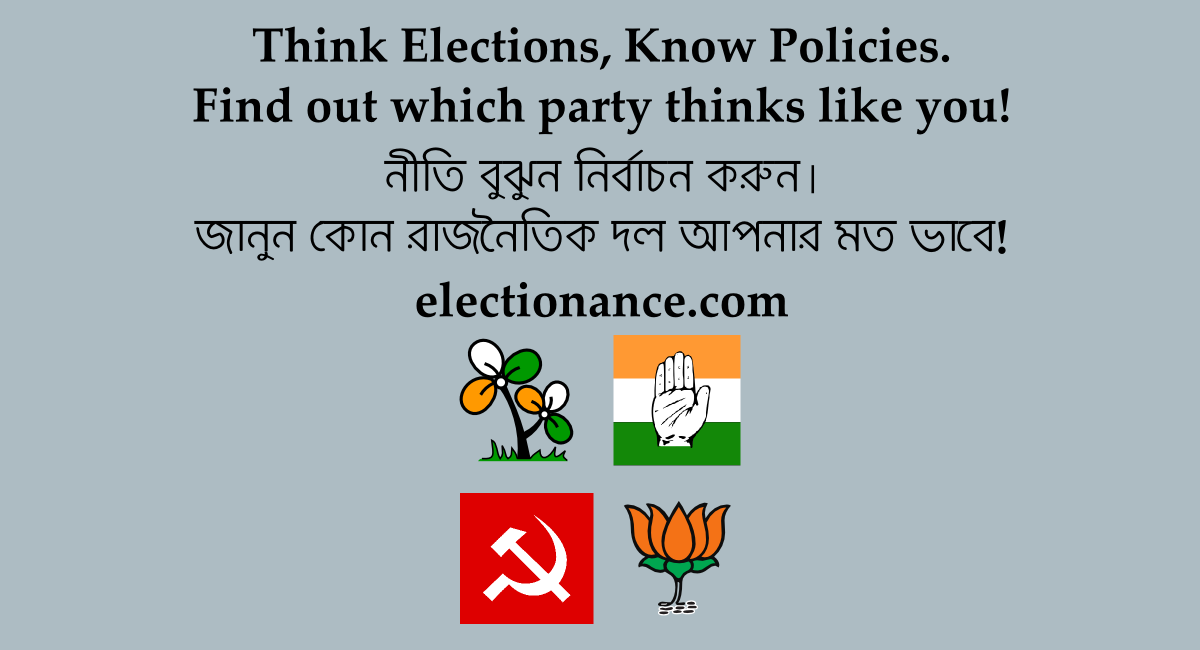 Think Elections, Know Policies.
Find out which party thinks like you!
নীতি বুঝুন নির্বাচন করুন।
জানুন কোন রাজনৈতিক দল আপনার মত ভাবে!
electionance.com